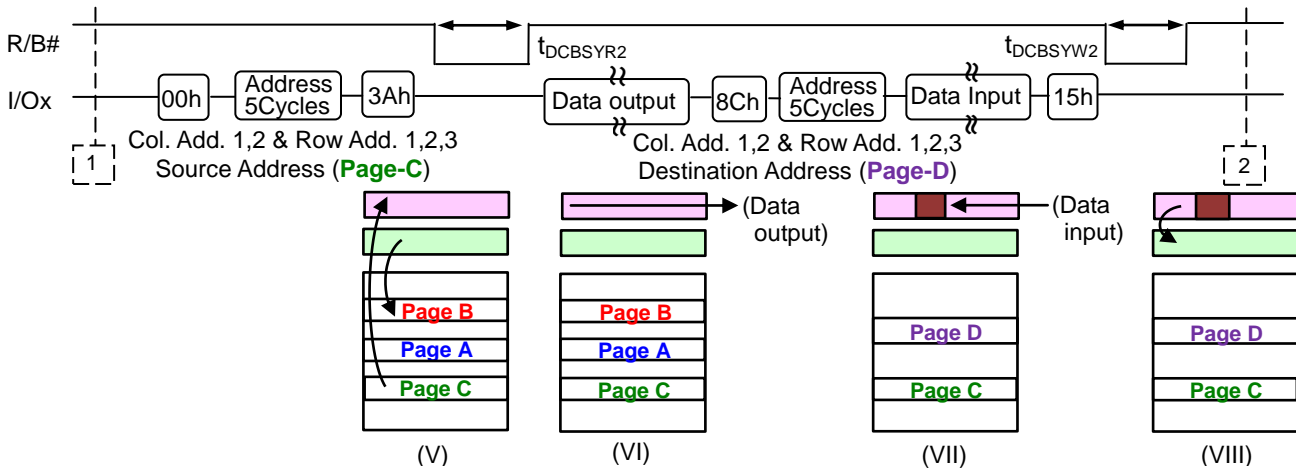 R/B#
tDCBSYR2
tDCBSYW2
I/Ox
00h
Address
5Cycles
3Ah
Data output
8Ch
Address
5Cycles
Data Input
15h
1
Col. Add. 1,2 & Row Add. 1,2,3
Source Address (Page-C)
Col. Add. 1,2 & Row Add. 1,2,3
Destination Address (Page-D)
2
(Data
output)
(Data
input)
Page B
Page A
Page C
Page B
Page A
Page C
Page D
Page C
Page D
Page C
(V)
(VI)
(VII)
(VIII)